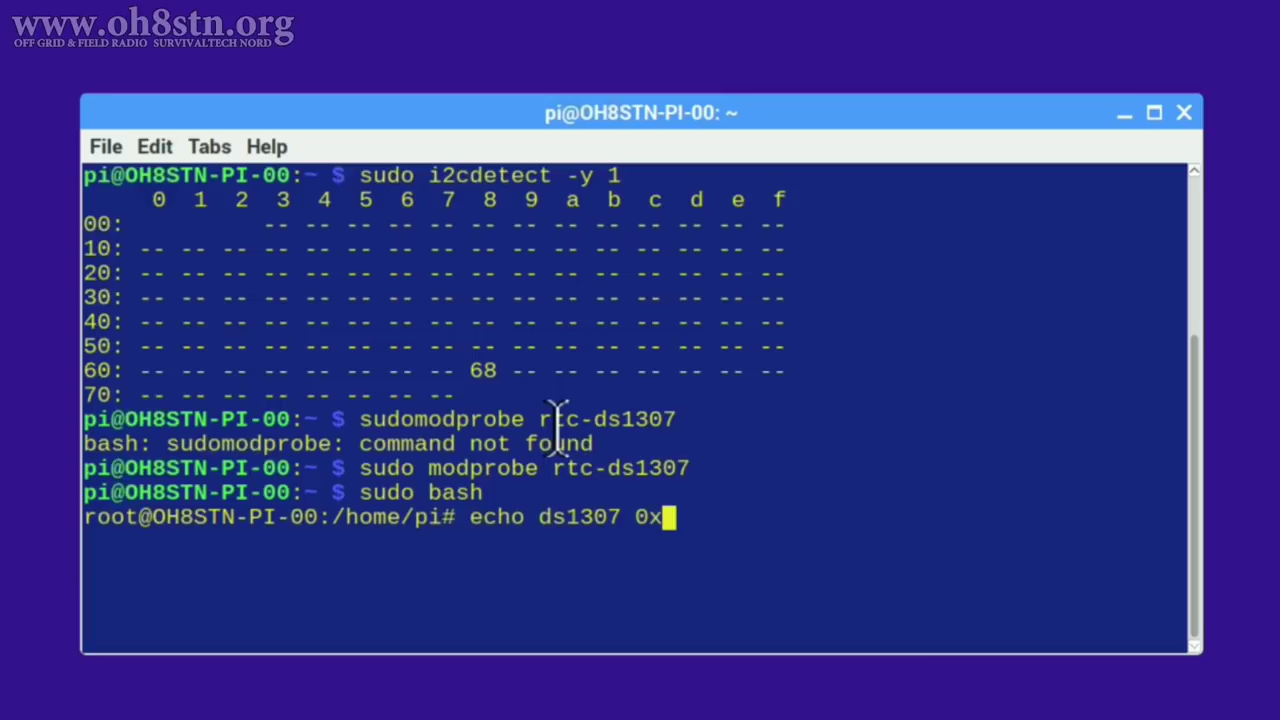 www.oh8stn.org
OFF GRID & FIELD RADIO SURVIVALTECH NORD
pi@OH8STN-PI-00: ~
File Edit Tabs Help
pi@OH8STN-PI-00:~ $ sudo i2cdetect -y 1
     0  1  2  3  4  5  6  7  8  9  a  b  c  d  e  f
00:          -- -- -- -- -- -- -- -- -- -- -- -- --
10: -- -- -- -- -- -- -- -- -- -- -- -- -- -- -- --
20: -- -- -- -- -- -- -- -- -- -- -- -- -- -- -- --
30: -- -- -- -- -- -- -- -- -- -- -- -- -- -- -- --
40: -- -- -- -- -- -- -- -- -- -- -- -- -- -- -- --
50: -- -- -- -- -- -- -- -- -- -- -- -- -- -- -- --
60: -- -- -- -- -- -- -- -- 68 -- -- -- -- -- -- --
70: -- -- -- -- -- -- -- --
pi@OH8STN-PI-00:~ $ sudomodprobe rtc-ds1307
bash: sudomodprobe: command not found
pi@OH8STN-PI-00:~ $ sudo modprobe rtc-ds1307
pi@OH8STN-PI-00:~ $ sudo bash
root@OH8STN-PI-00:/home/pi# echo ds1307 0x